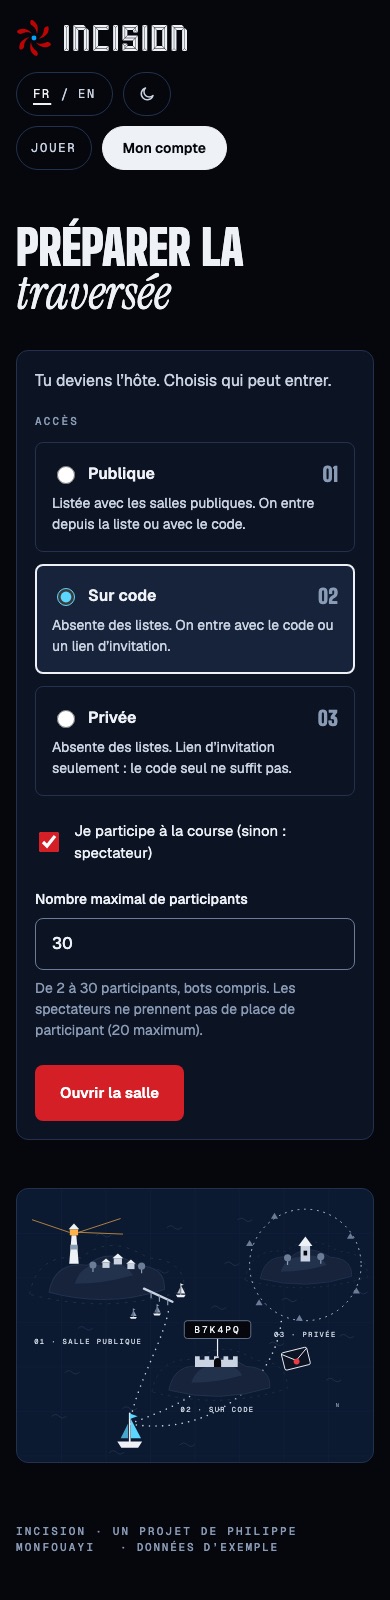 INCISION
FR / EN
JOUER Mon compte
PRÉPARER LA
traversée
Tu deviens l’hôte. Choisis qui peut entrer.
ACCÈS
Publique 01
Listée avec les salles publiques. On entre
depuis la liste ou avec le code.
Sur code 02
Absente des listes. On entre avec le code ou
un lien d’invitation.
Privée 03
Absente des listes. Lien d’invitation
seulement : le code seul ne suffit pas.
Je participe à la course (sinon :
spectateur)
Nombre maximal de participants
30
De 2 à 30 participants, bots compris. Les
spectateurs ne prennent pas de place de
participant (20 maximum).
Ouvrir la salle
B7K4PQ
01 · SALLE PUBLIQUE
03 · PRIVÉE
02 · SUR CODE
N
INCISION · UN PROJET DE PHILIPPE
MONFOUAYI · DONNÉES D’EXEMPLE